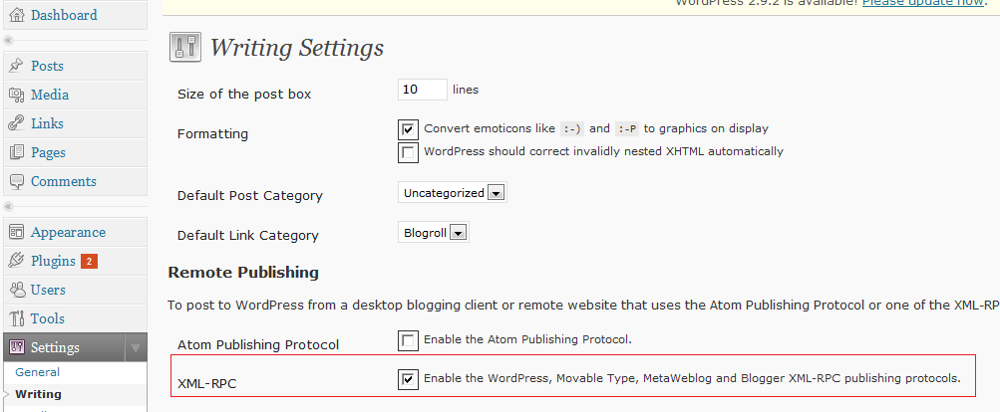 WordPress 2.9.2 is available! Please update now.
Dashboard
Posts
Media
Links
Pages
Comments
Appearance
Plugins 2
Users
Tools
Settings
General
Writing
Writing Settings
Size of the post box 10 lines
Formatting Convert emoticons like :-) and :-P to graphics on display
WordPress should correct invalidly nested XHTML automatically
Default Post Category Uncategorized
Default Link Category Blogroll
Remote Publishing
To post to WordPress from a desktop blogging client or remote website that uses the Atom Publishing Protocol or one of the XML-RP
Atom Publishing Protocol Enable the Atom Publishing Protocol.
XML-RPC Enable the WordPress, Movable Type, MetaWeblog and Blogger XML-RPC publishing protocols.